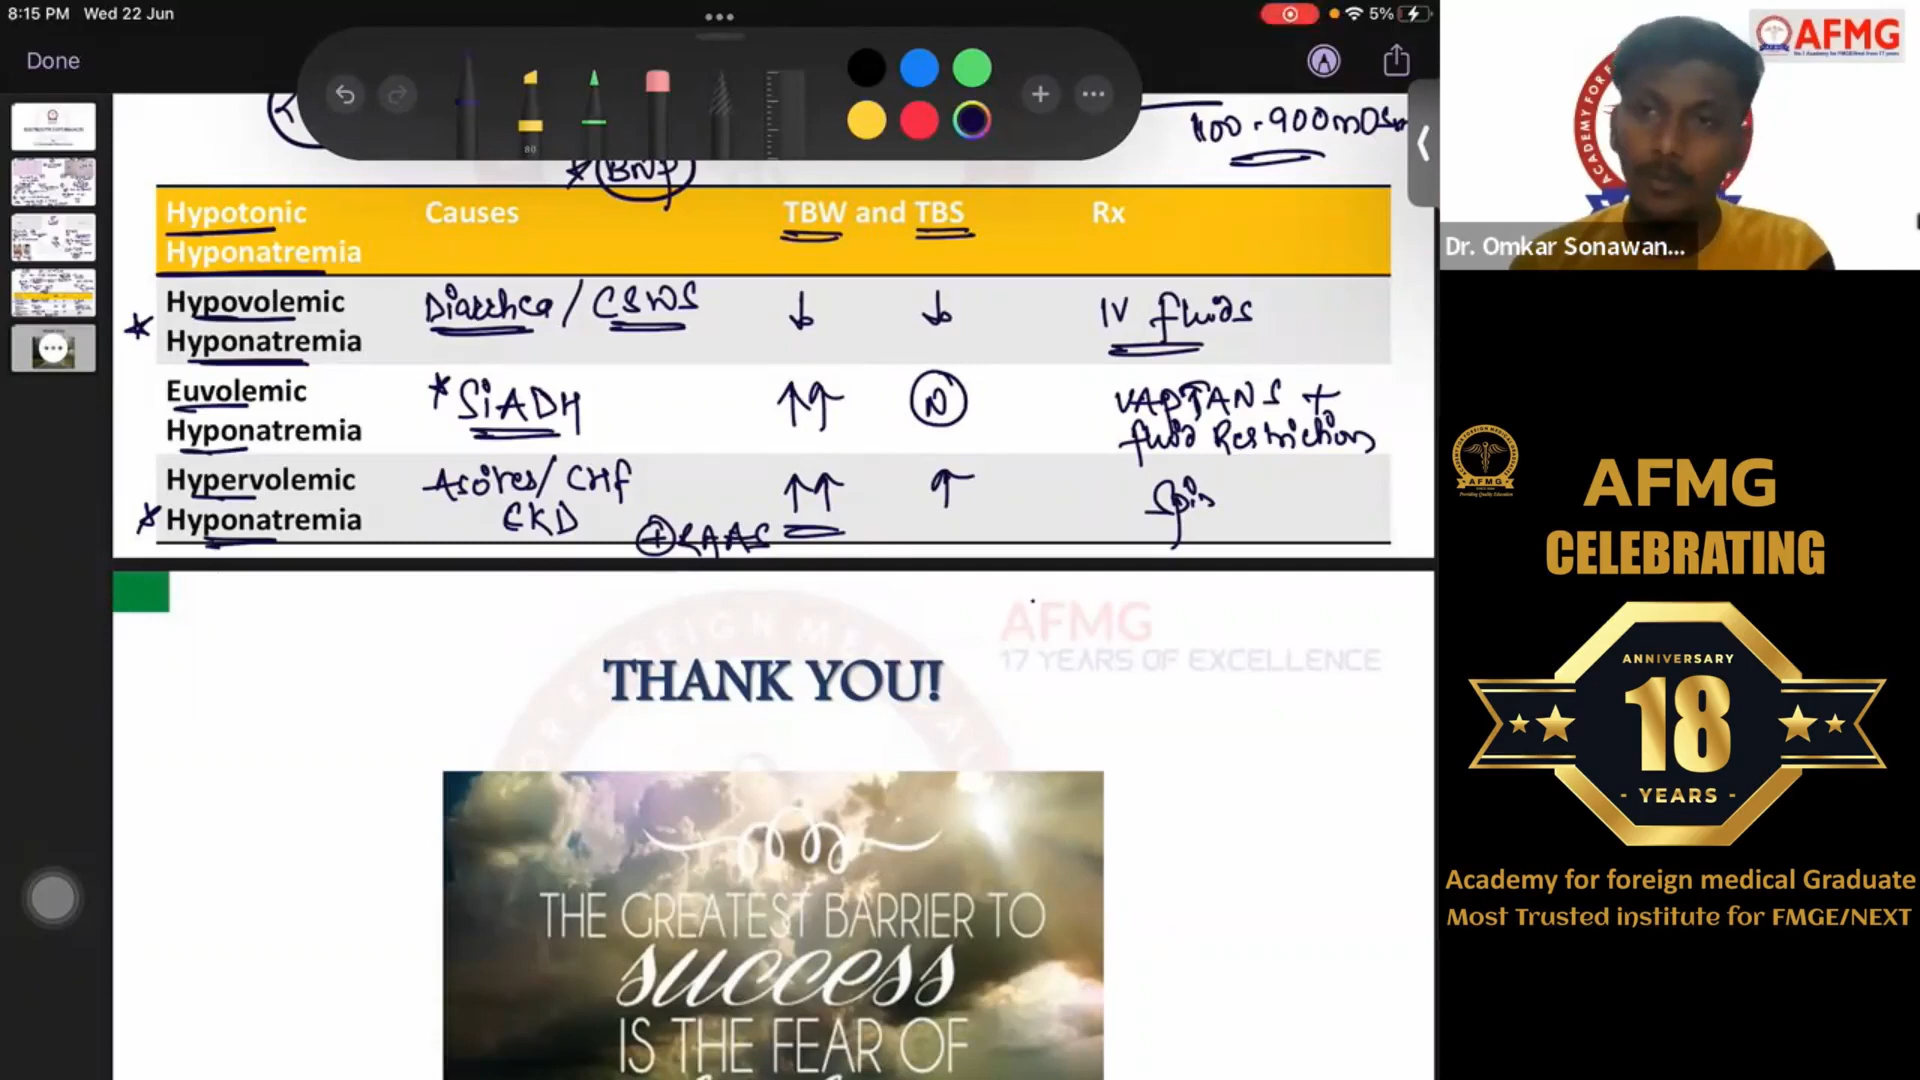 8:15 PM Wed 22 Jun
5%
Done
AFMG
900mOsm
BNP
Hypotonic Hyponatremia
Causes
TBW and TBS
Rx
Hypovolemic Hyponatremia
Diarrhea / CSWS
↓
↓
IV fluids
Euvolemic Hyponatremia
* SiADH
↑↑
N
VAPTANS +
fluid Restriction
Hypervolemic Hyponatremia
Ascites/ CHF
CKD
+ RAAS
↑↑
↑
AFMG
17 YEARS OF EXCELLENCE
THANK YOU!
THE GREATEST BARRIER TO
success
IS THE FEAR OF
Dr. Omkar Sonawan...
AFMG
CELEBRATING
ANNIVERSARY
18
- YEARS -
Academy for foreign medical Graduate
Most Trusted institute for FMGE/NEXT